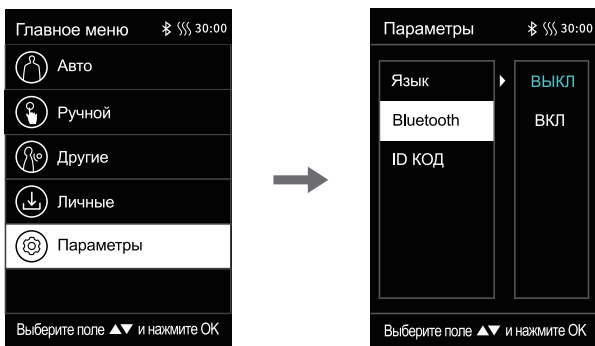 Главное меню 30:00
Авто
Ручной
Другие
Личные
Параметры
Выберите поле ▲▼ и нажмите OK
Параметры 30:00
Язык
Bluetooth
ID КОД
ВЫКЛ
ВКЛ
Выберите поле ▲▼ и нажмите OK